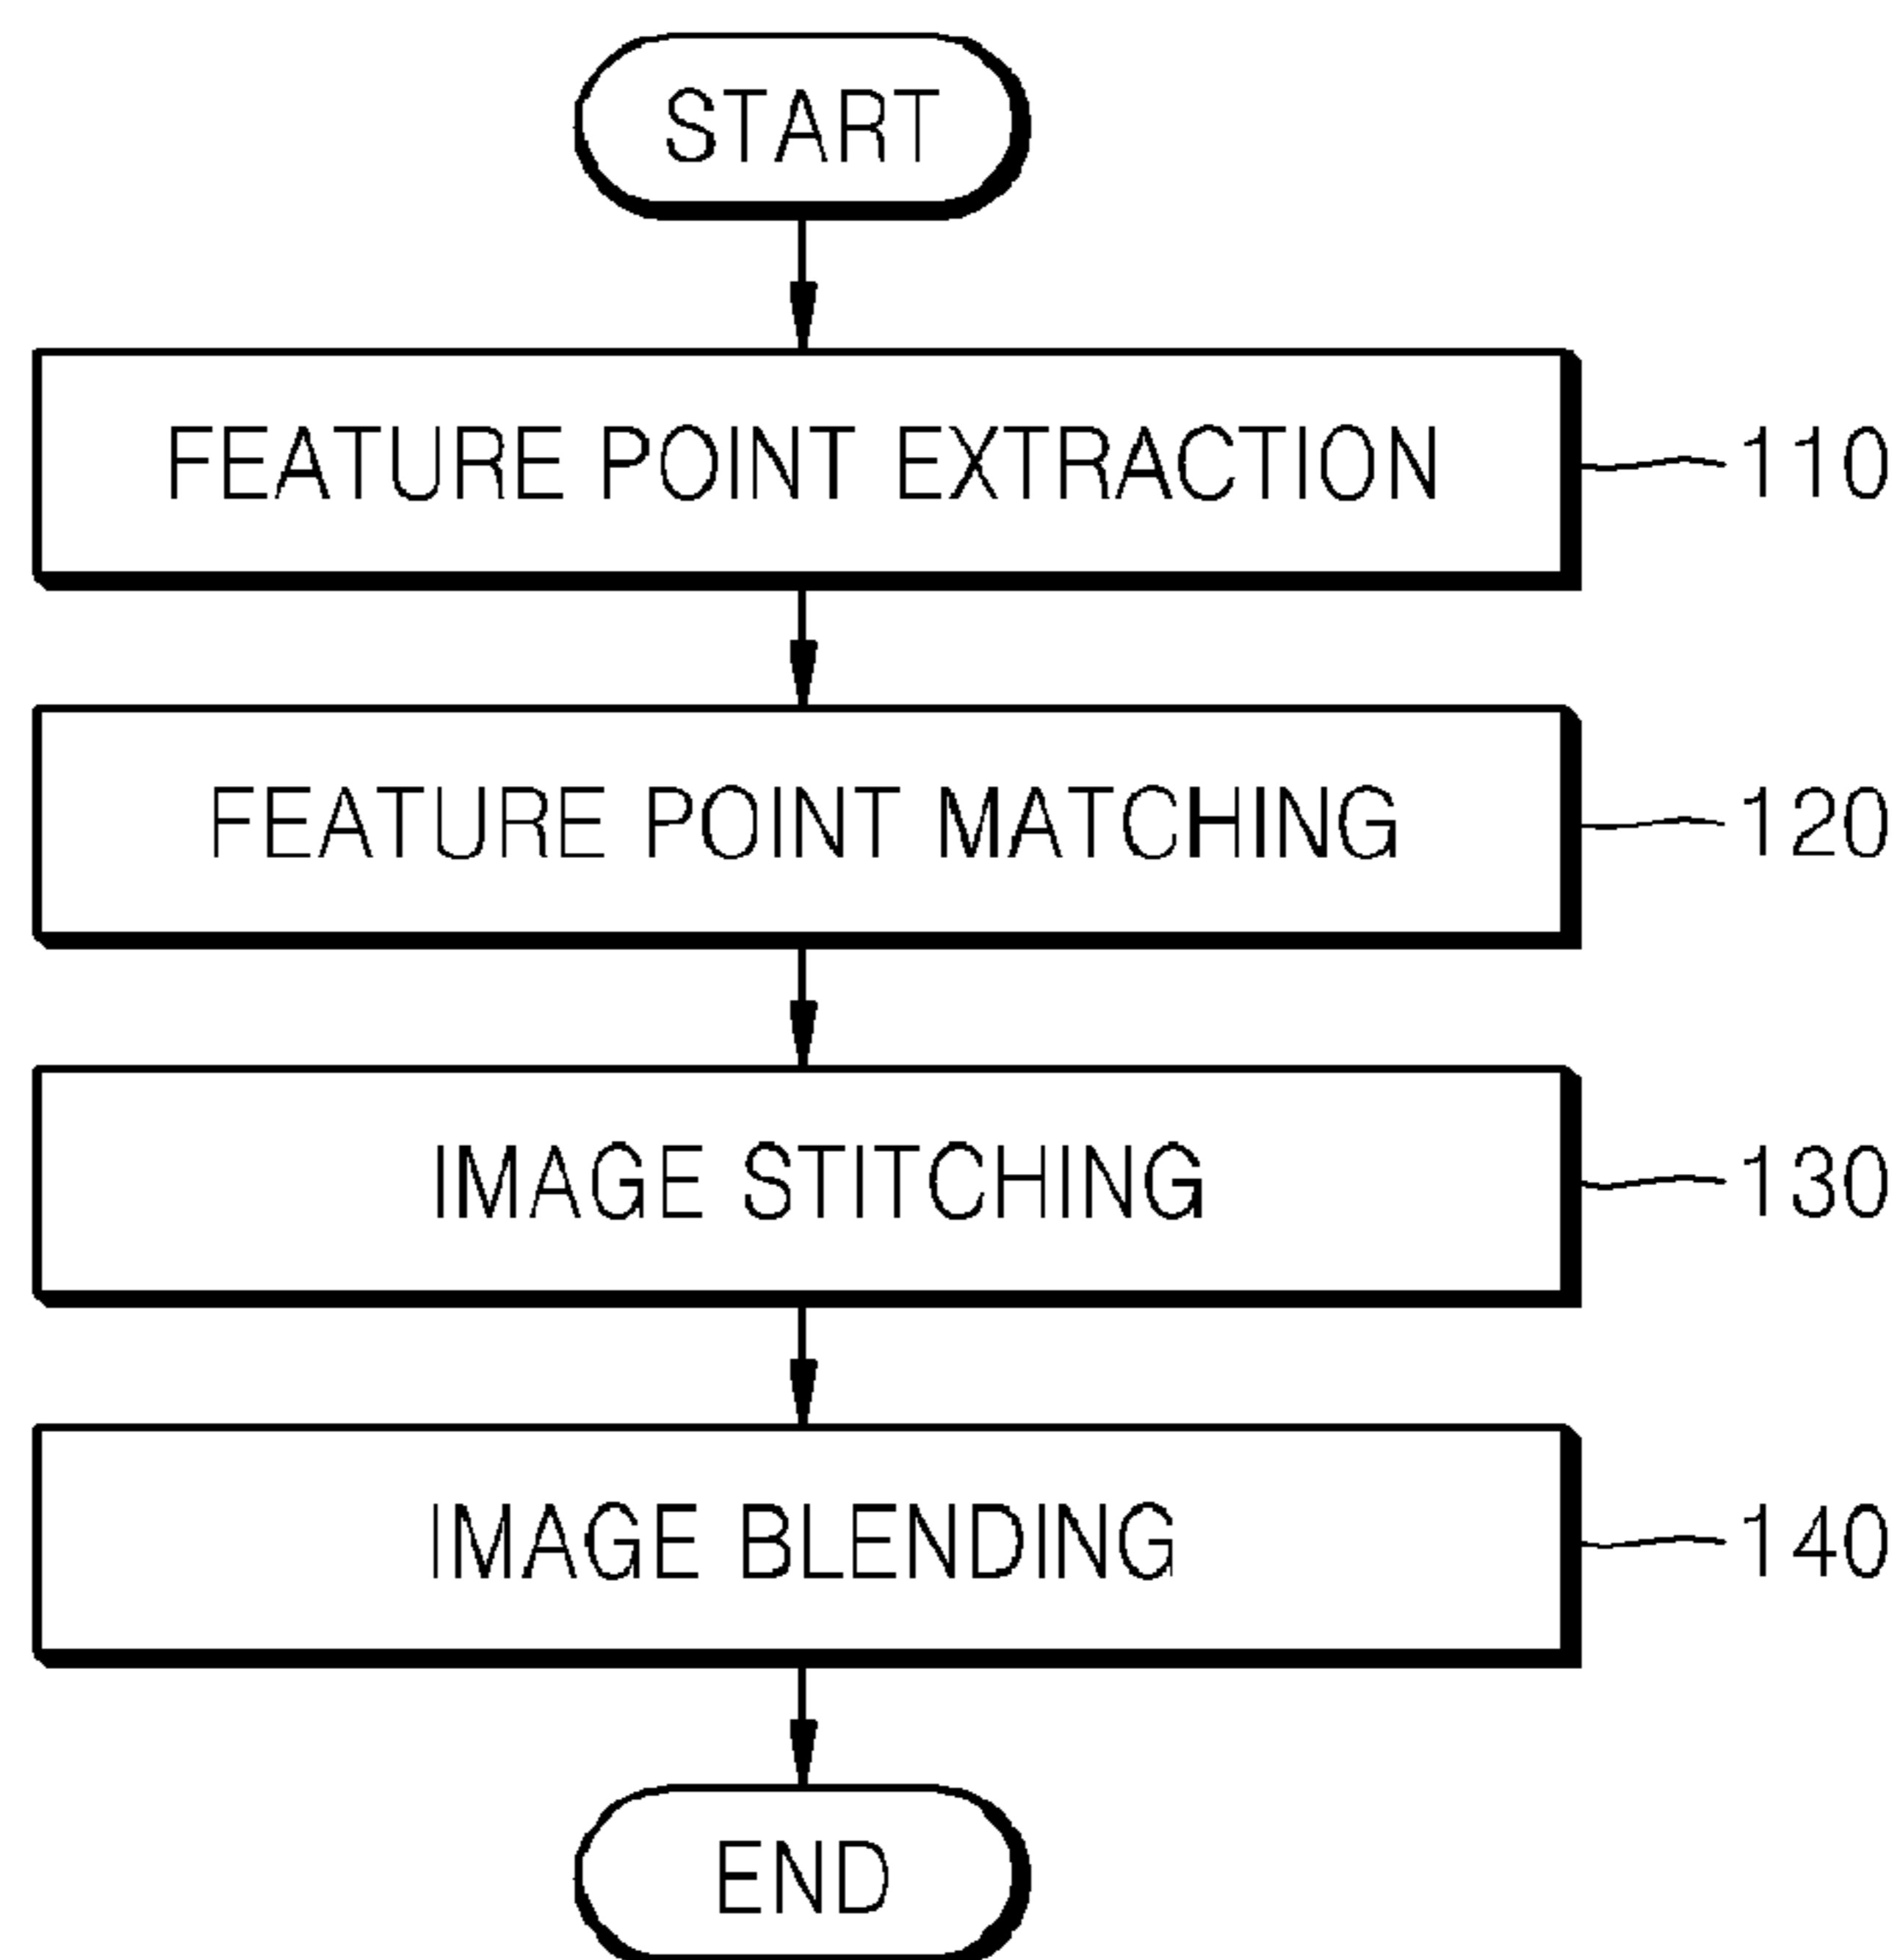 START
FEATURE POINT EXTRACTION
110
FEATURE POINT MATCHING
120
IMAGE STITCHING
130
IMAGE BLENDING
140
END